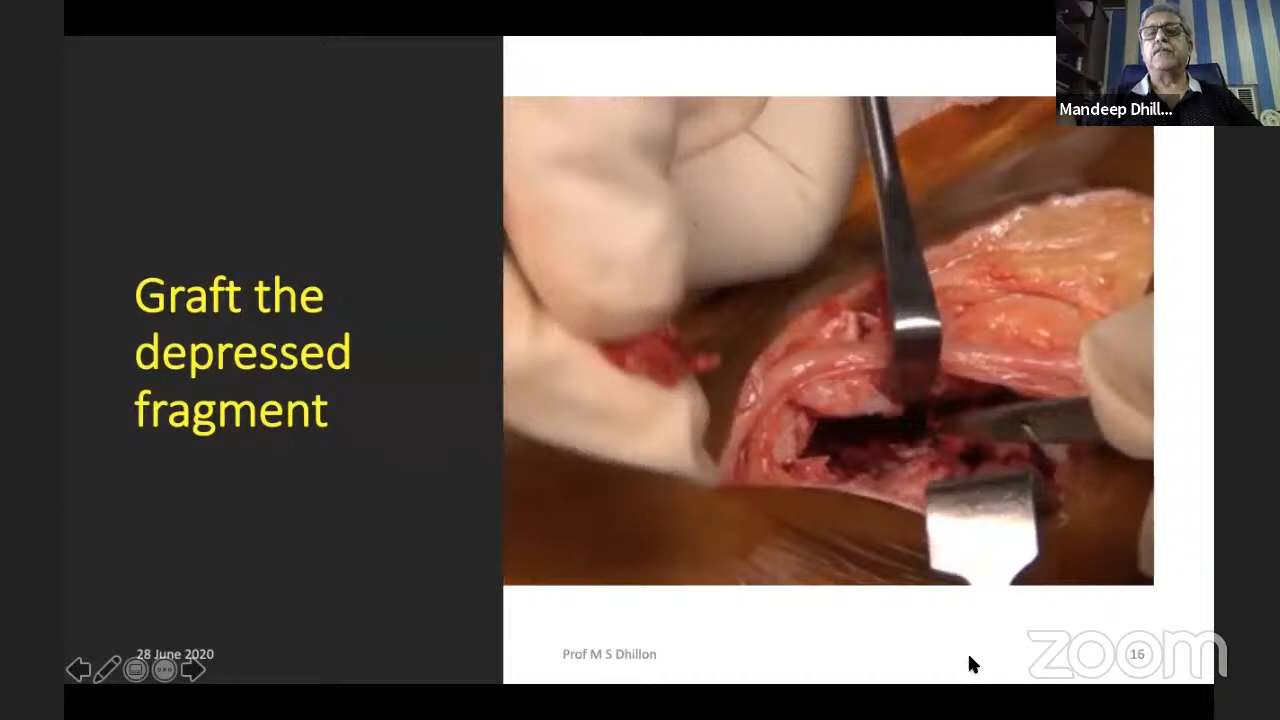 Mandeep Dhill...
Graft the
depressed
fragment
28 June 2020
Prof M S Dhillon
16
zoom